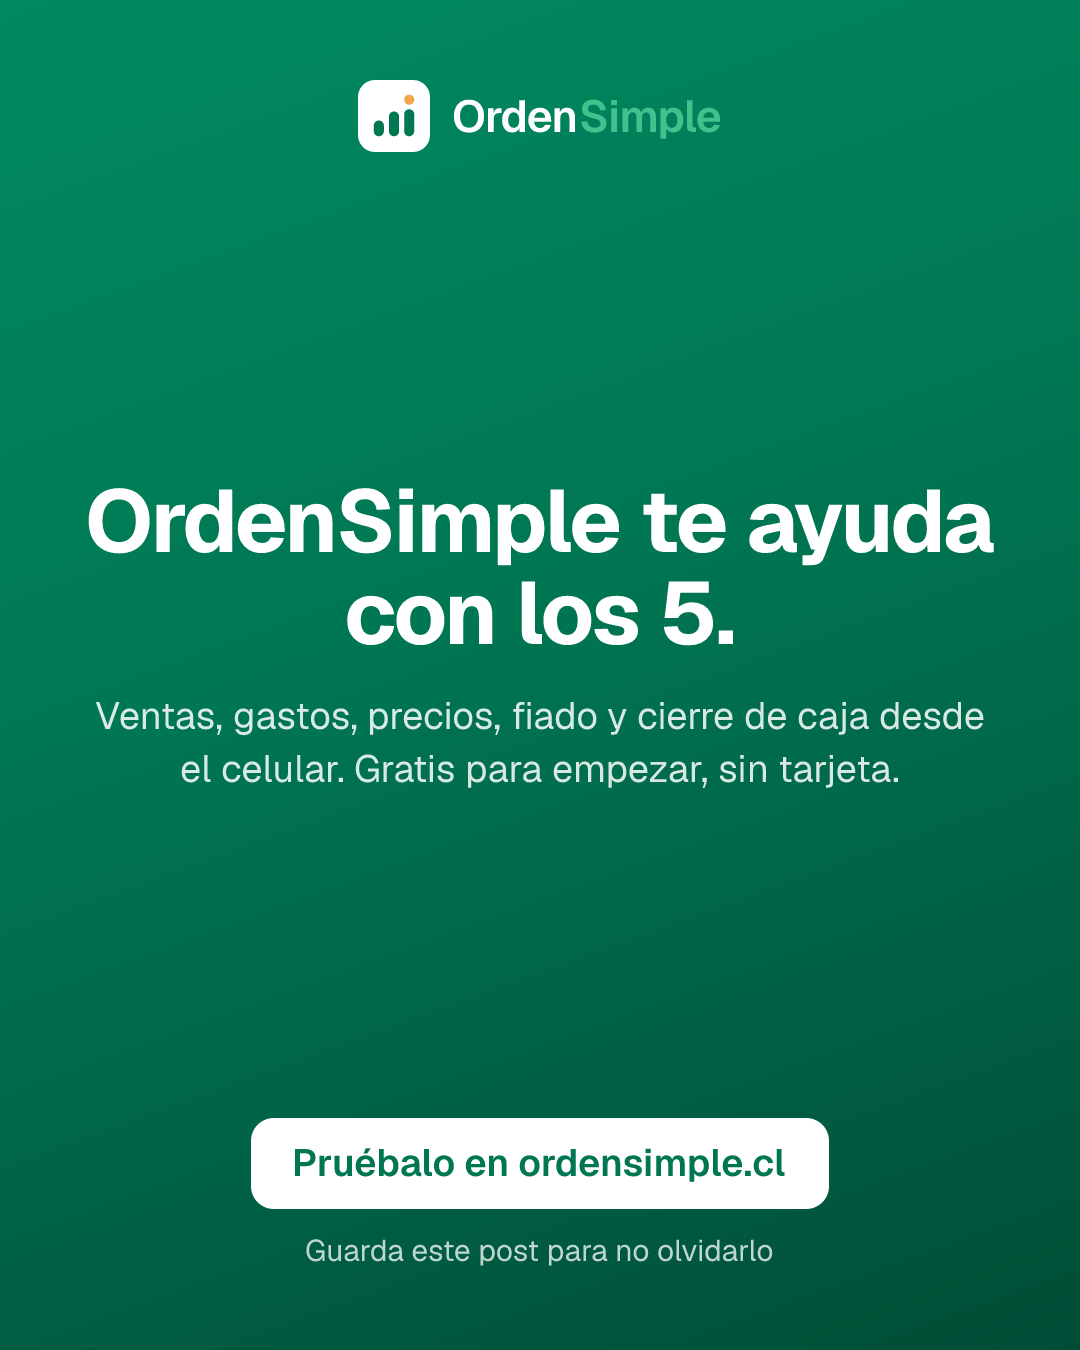 OrdenSimple
OrdenSimple te ayuda
con los 5.
Ventas, gastos, precios, fiado y cierre de caja desde
el celular. Gratis para empezar, sin tarjeta.
Pruébalo en ordensimple.cl
Guarda este post para no olvidarlo